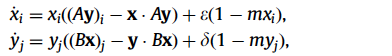 ẋᵢ = xᵢ((Ay)ᵢ − x · Ay) + ε(1 − mxᵢ),
ẏⱼ = yⱼ((Bx)ⱼ − y · Bx) + δ(1 − myⱼ),